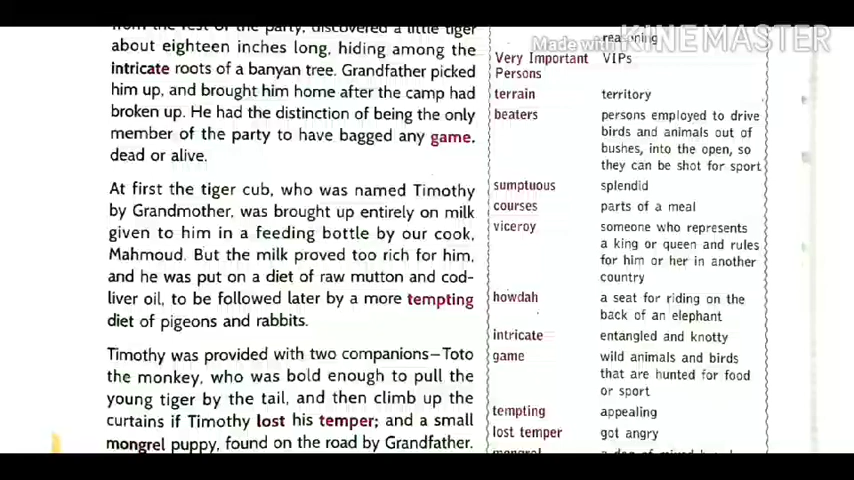 from the rest of the party, discovered a little tiger
about eighteen inches long, hiding among the
intricate roots of a banyan tree. Grandfather picked
him up, and brought him home after the camp had
broken up. He had the distinction of being the only
member of the party to have bagged any game,
dead or alive.
At first the tiger cub, who was named Timothy
by Grandmother, was brought up entirely on milk
given to him in a feeding bottle by our cook,
Mahmoud. But the milk proved too rich for him,
and he was put on a diet of raw mutton and cod-
liver oil, to be followed later by a more tempting
diet of pigeons and rabbits.
Timothy was provided with two companions—Toto
the monkey, who was bold enough to pull the
young tiger by the tail, and then climb up the
curtains if Timothy lost his temper; and a small
mongrel puppy, found on the road by Grandfather.
reasoning
Very Important Persons VIPs
terrain territory
beaters persons employed to drive
birds and animals out of
bushes, into the open, so
they can be shot for sport
sumptuous splendid
courses parts of a meal
viceroy someone who represents
a king or queen and rules
for him or her in another
country
howdah a seat for riding on the
back of an elephant
intricate entangled and knotty
game wild animals and birds
that are hunted for food
or sport
tempting appealing
lost temper got angry
mongrel
Made with KINEMASTER